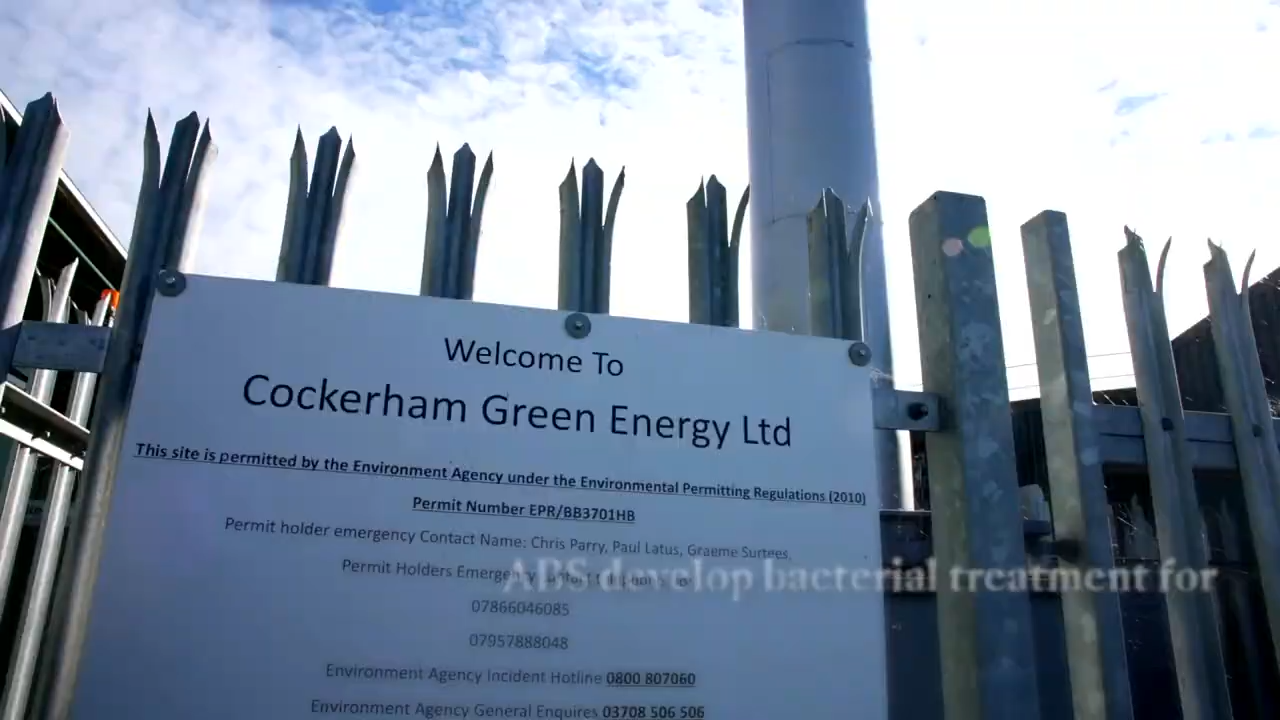 Welcome To
Cockerham Green Energy Ltd
This site is permitted by the Environment Agency under the Environmental Permitting Regulations (2010)
Permit Number EPR/BB3701HB
Permit holder emergency Contact Name: Chris Parry, Paul Latus, Graeme Surtees,
Permit Holders Emergency
ABS develop bacterial treatment for
07866046085
07957888048
Environment Agency Incident Hotline 0800 807060
Environment Agency General Enquires 03708 506 506